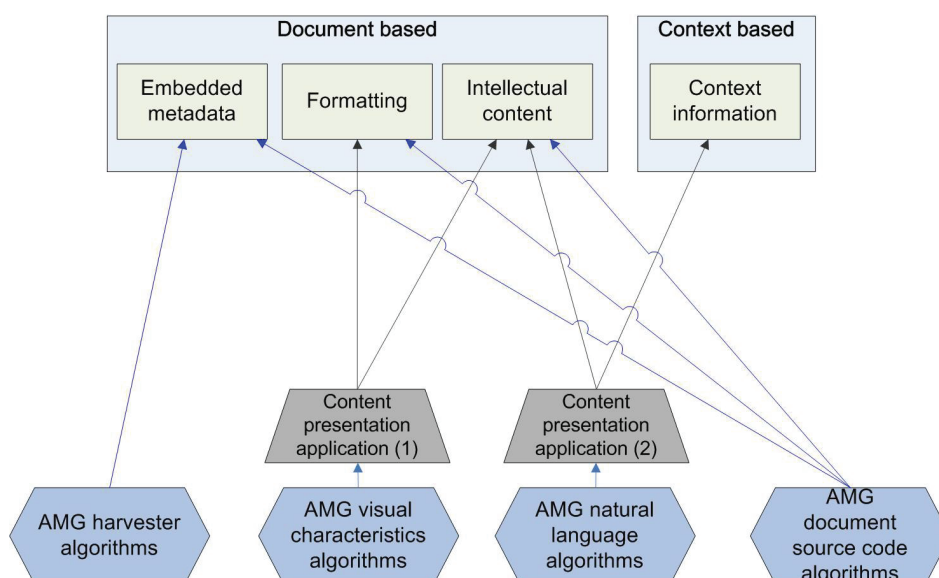 Document based
Context based
Embedded
metadata
Formatting
Intellectual
content
Context
information
Content
presentation
application (1)
Content
presentation
application (2)
AMG harvester
algorithms
AMG visual
characteristics
algorithms
AMG natural
language
algorithms
AMG
document
source code
algorithms